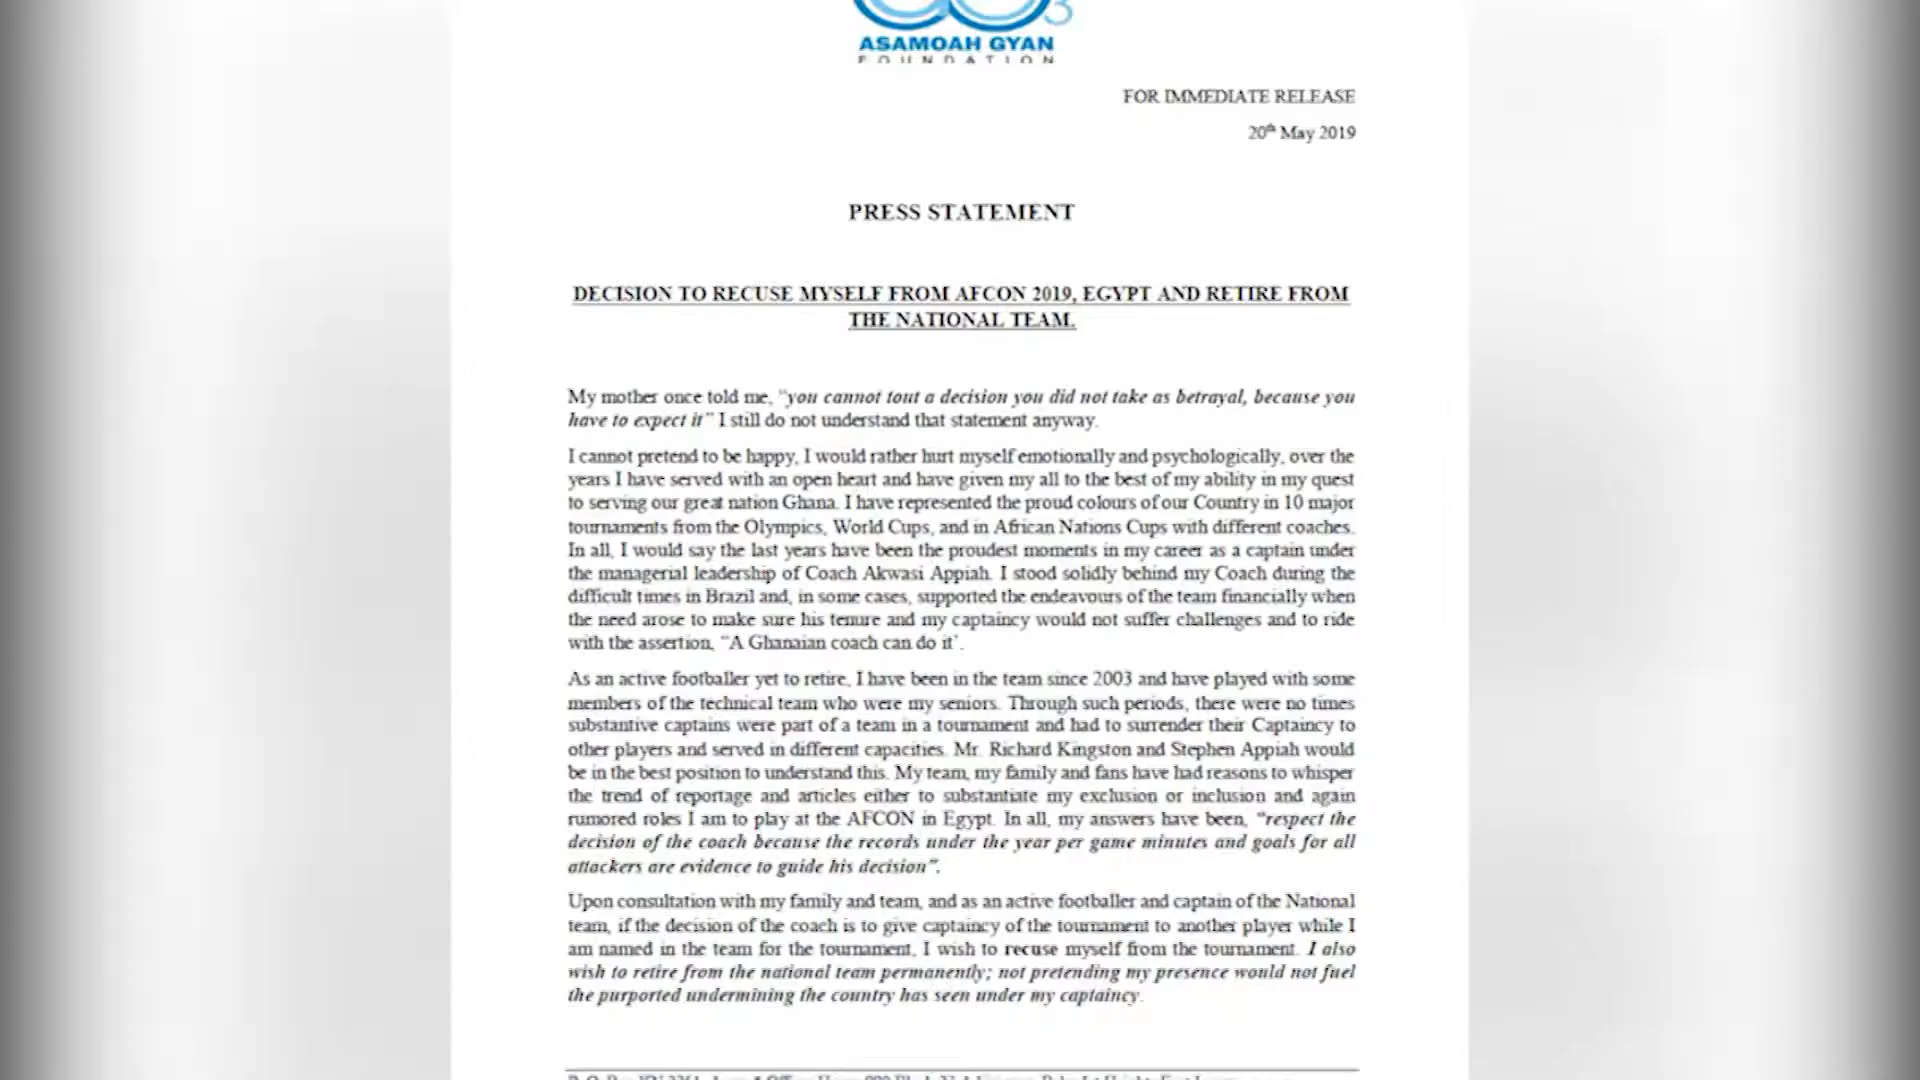 3
ASAMOAH GYAN
FOUNDATION
FOR IMMEDIATE RELEASE
20th May 2019
PRESS STATEMENT
DECISION TO RECUSE MYSELF FROM AFCON 2019, EGYPT AND RETIRE FROM
THE NATIONAL TEAM.
My mother once told me, "you cannot tout a decision you did not take as betrayal, because you
have to expect it" I still do not understand that statement anyway.
I cannot pretend to be happy, I would rather hurt myself emotionally and psychologically, over the
years I have served with an open heart and have given my all to the best of my ability in my quest
to serving our great nation Ghana. I have represented the proud colours of our Country in 10 major
tournaments from the Olympics, World Cups, and in African Nations Cups with different coaches.
In all, I would say the last years have been the proudest moments in my career as a captain under
the managerial leadership of Coach Akwasi Appiah. I stood solidly behind my Coach during the
difficult times in Brazil and, in some cases, supported the endeavours of the team financially when
the need arose to make sure his tenure and my captaincy would not suffer challenges and to ride
with the assertion, "A Ghanaian coach can do it'.
As an active footballer yet to retire, I have been in the team since 2003 and have played with some
members of the technical team who were my seniors. Through such periods, there were no times
substantive captains were part of a team in a tournament and had to surrender their Captaincy to
other players and served in different capacities. Mr. Richard Kingston and Stephen Appiah would
be in the best position to understand this. My team, my family and fans have had reasons to whisper
the trend of reportage and articles either to substantiate my exclusion or inclusion and again
rumored roles I am to play at the AFCON in Egypt. In all, my answers have been, "respect the
decision of the coach because the records under the year per game minutes and goals for all
attackers are evidence to guide his decision".
Upon consultation with my family and team, and as an active footballer and captain of the National
team, if the decision of the coach is to give captaincy of the tournament to another player while I
am named in the team for the tournament, I wish to recuse myself from the tournament. I also
wish to retire from the national team permanently; not pretending my presence would not fuel
the purported undermining the country has seen under my captaincy.